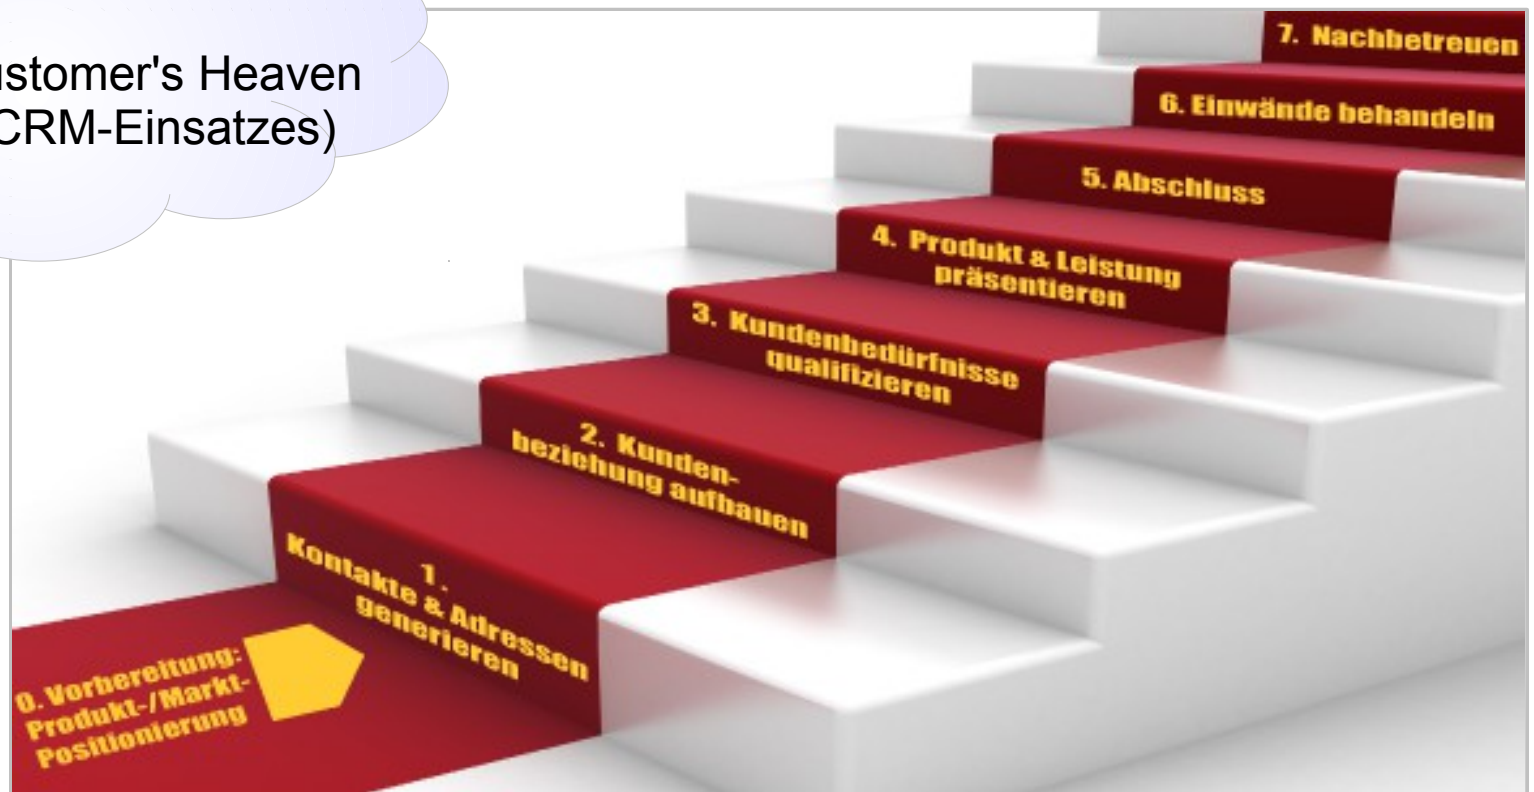 ustomer's Heaven
CRM-Einsatzes)
7. Nachbetreuen
6. Einwände behandeln
5. Abschluss
4. Produkt & Leistung
präsentieren
3. Kundenbedürfnisse
qualifizieren
2. Kunden-
beziehung aufbauen
1.
Kontakte & Adressen
generieren
0. Vorbereitung:
Produkt-/Markt-
Positionierung